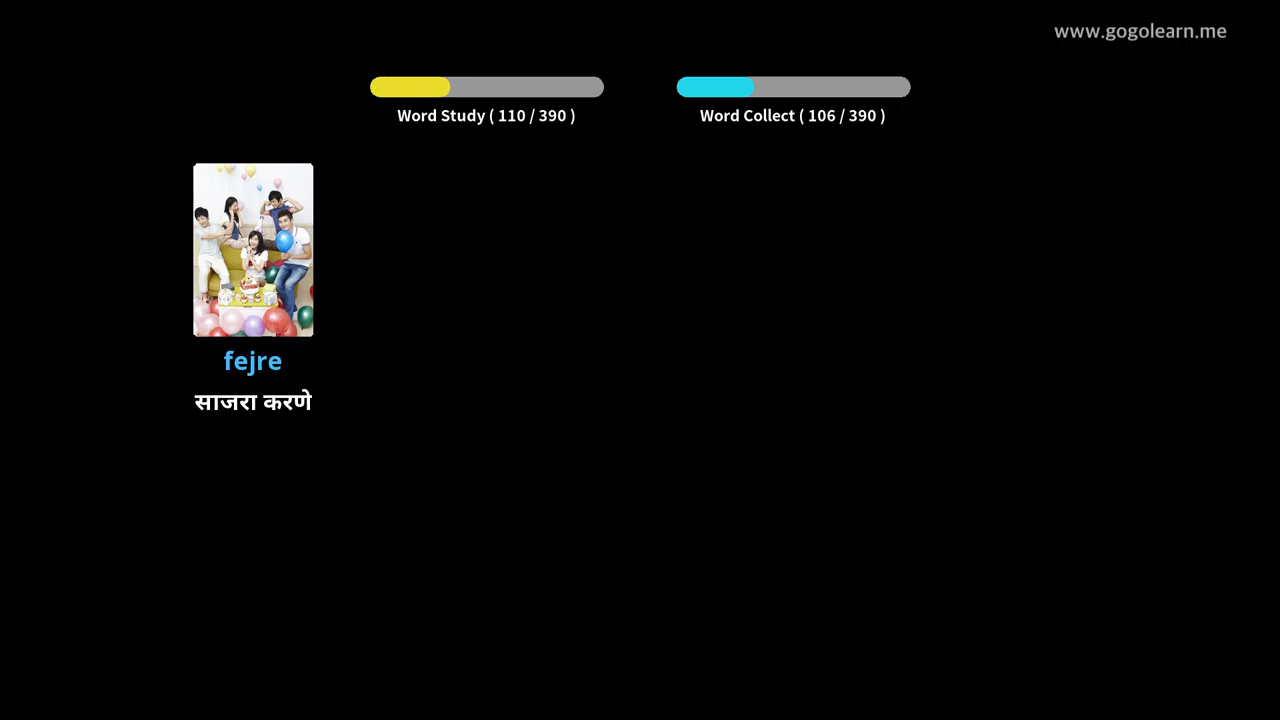 www.gogolearn.me
Word Study ( 110 / 390 )
Word Collect ( 106 / 390 )
fejre
साजरा करणे